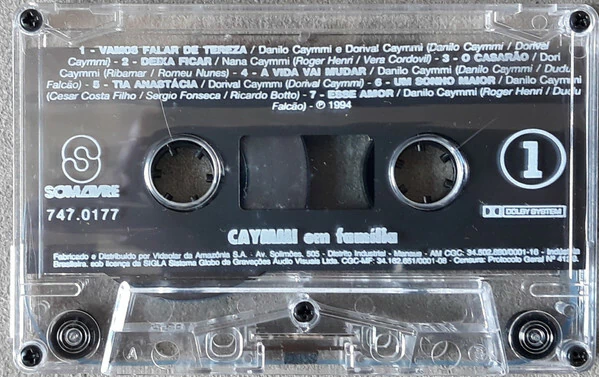 1 - VAMOS FALAR DE TEREZA / Danilo Caymmi e Dorival Caymmi (Danilo Caymmi / Dorival
Caymmi) - 2 - DEIXA FICAR / Nana Caymmi (Roger Henri / Vera Cordovil) - 3 - O CASARÃO / Dori
Caymmi (Ribamar / Romeu Nunes) - 4 - A VIDA VAI MUDAR / Danilo Caymmi (Danilo Caymmi / Dudu
Falcão) - 5 - TIA ANASTÁCIA / Dorival Caymmi (Dorival Caymmi) - 6 - UM SONHO MAIOR / Danilo Caymmi
(Cesar Costa Filho / Sergio Fonseca / Ricardo Botto) - 7 - ESSE AMOR / Danilo Caymmi (Roger Henri / Dudu
Falcão) - ℗ 1994
SOMLIVRE
747.0177
1
DOLBY SYSTEM
CAYMMI em família
Fabricado e Distribuído por Videolar da Amazônia S.A. - Av. Splimões, 505 - Distrito Industrial - Manaus - AM CGC: 34.502.880/0001-16 - Indústria
Brasileira, sob licença da SIGLA Sistema Globo de Gravações Áudio Visuais Ltda. CGC-MF: 34.162.651/0001-08 - Censura: Protocolo Geral Nº
A